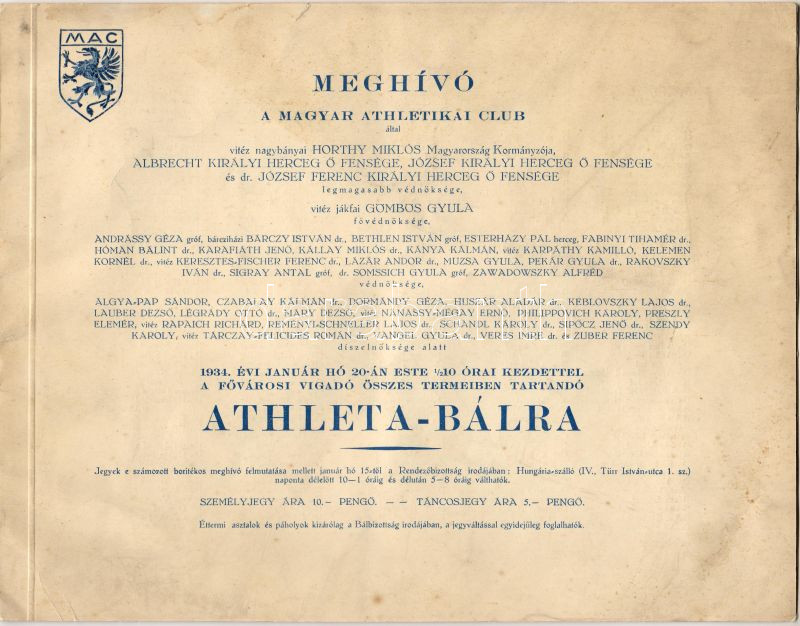 MAC
MEGHÍVÓ
A MAGYAR ATHLETIKAI CLUB
által
vitéz nagybányai HORTHY MIKLÓS Magyarország Kormányzója,
ALBRECHT KIRÁLYI HERCEG Ő FENSÉGE, JÓZSEF KIRÁLYI HERCEG Ő FENSÉGE
és dr. JÓZSEF FERENC KIRÁLYI HERCEG Ő FENSÉGE
legmagasabb védnöksége,
vitéz jákfai GÖMBÖS GYULA
fővédnöksége,
ANDRÁSSY GÉZA gróf, bárcziházi BÁRCZY ISTVÁN dr., BETHLEN ISTVÁN gróf, ESTERHÁZY PÁL herceg, FABINYI TIHAMÉR dr.,
HÓMAN BÁLINT dr., KARAFIÁTH JENŐ, KÁLLAY MIKLÓS dr., KÁNYA KÁLMÁN, vitéz KÁRPÁTHY KAMILLÓ, KELEMEN
KORNÉL dr., vitéz KERESZTES-FISCHER FERENC dr., LÁZÁR ANDOR dr., MUZSA GYULA, PEKÁR GYULA dr., RAKOVSZKY
IVÁN dr., SIGRAY ANTAL gróf, dr. SOMSSICH GYULA gróf, ZAWADOWSZKY ALFRÉD
védnöksége,
ALGYA-PAP SÁNDOR, CZABALAY KÁLMÁN dr., DORMÁNDY GÉZA, HUSZÁR ALADÁR dr., KEBLOVSZKY LAJOS dr.,
LAUBER DEZSŐ, LÉGRÁDY OTTÓ dr., MÁRY DEZSŐ, vitéz NÁNÁSSY-MÉGAY ERNŐ, PHILIPPOVICH KÁROLY, PRESZLY
ELEMÉR, vitéz RAPAICH RICHÁRD, REMÉNYI-SCHNELLER LAJOS dr., SCHANDL KÁROLY dr., SIPŐCZ JENŐ dr., SZENDY
KÁROLY, vitéz TÁRCZAY-FELICIDES ROMÁN dr., VANGEL GYULA dr., VERES IMRE dr. és ZUBER FERENC
díszelnöksége alatt
1934. ÉVI JANUÁR HÓ 20-ÁN ESTE ½10 ÓRAI KEZDETTEL
A FŐVÁROSI VIGADÓ ÖSSZES TERMEIBEN TARTANDÓ
ATHLETA-BÁLRA
Jegyek e számozott borítékos meghívó felmutatása mellett január hó 15-től a Rendezőbizottság irodájában: Hungária-szálló (IV., Türr István-utca 1. sz.)
naponta délelőtt 10—1 óráig és délután 5—8 óráig válthatók.
SZEMÉLYJEGY ÁRA 10.— PENGŐ. — — TÁNCOSJEGY ÁRA 5.— PENGŐ.
Éttermi asztalok és páholyok kizárólag a Bálbizottság irodájában, a jegyváltással egyidejűleg foglalhatók.